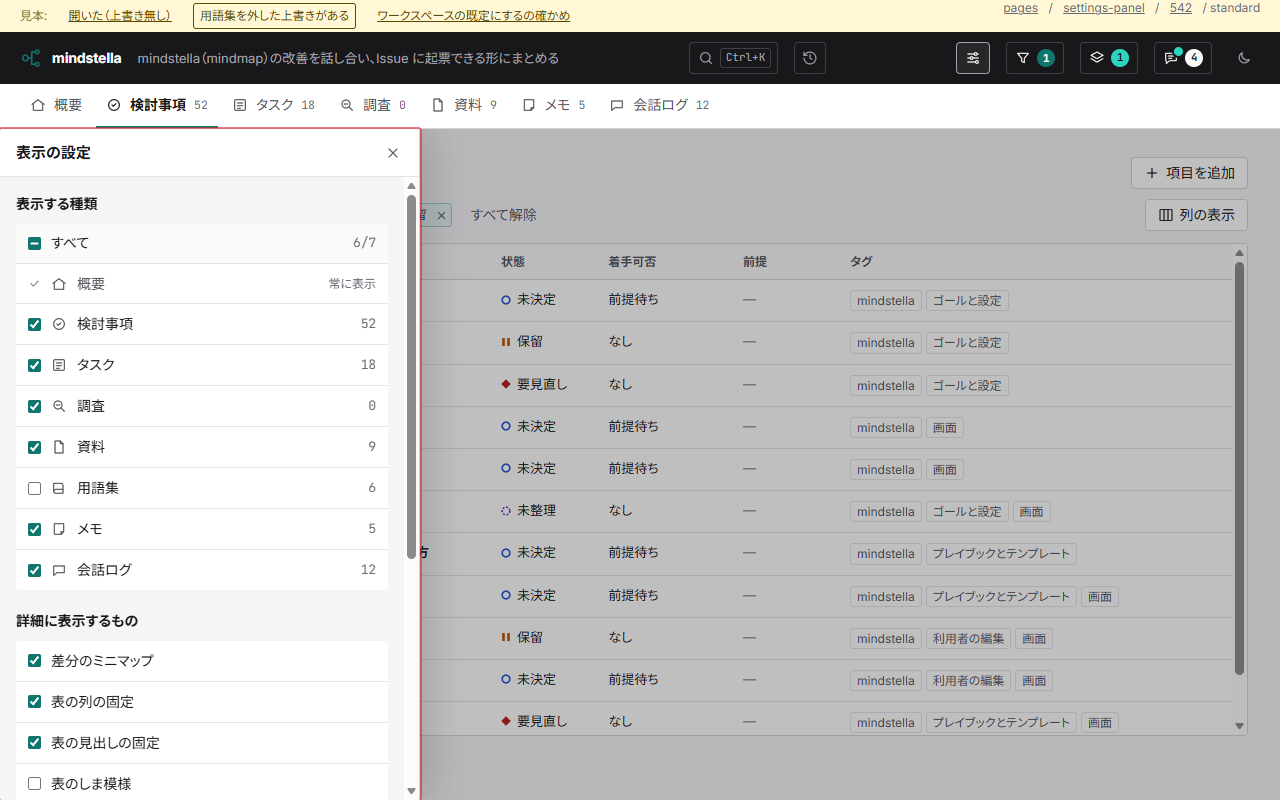 見本: 開いた（上書き無し） 用語集を外した上書きがある ワークスペースの既定にするの確かめ pages / settings-panel / 542 / standard
mindstella mindstella（mindmap）の改善を話し合い、Issue に起票できる形にまとめる Ctrl+K 1 1 4
概要 検討事項 52 タスク 18 調査 0 資料 9 メモ 5 会話ログ 12
表示の設定
表示する種類
すべて 6/7
概要 常に表示
検討事項 52
タスク 18
調査 0
資料 9
用語集 6
メモ 5
会話ログ 12
詳細に表示するもの
差分のミニマップ
表の列の固定
表の見出しの固定
表のしま模様
項目を追加
すべて解除 列の表示
状態 着手可否 前提 タグ
未決定 前提待ち — mindstella ゴールと設定
保留 なし — mindstella ゴールと設定
要見直し なし — mindstella ゴールと設定
未決定 前提待ち — mindstella 画面
未決定 前提待ち — mindstella 画面
未整理 なし — mindstella ゴールと設定 画面
方 未決定 前提待ち — mindstella プレイブックとテンプレート
未決定 前提待ち — mindstella プレイブックとテンプレート 画面
保留 なし — mindstella 利用者の編集 画面
未決定 前提待ち — mindstella 利用者の編集 画面
要見直し なし — mindstella プレイブックとテンプレート 画面